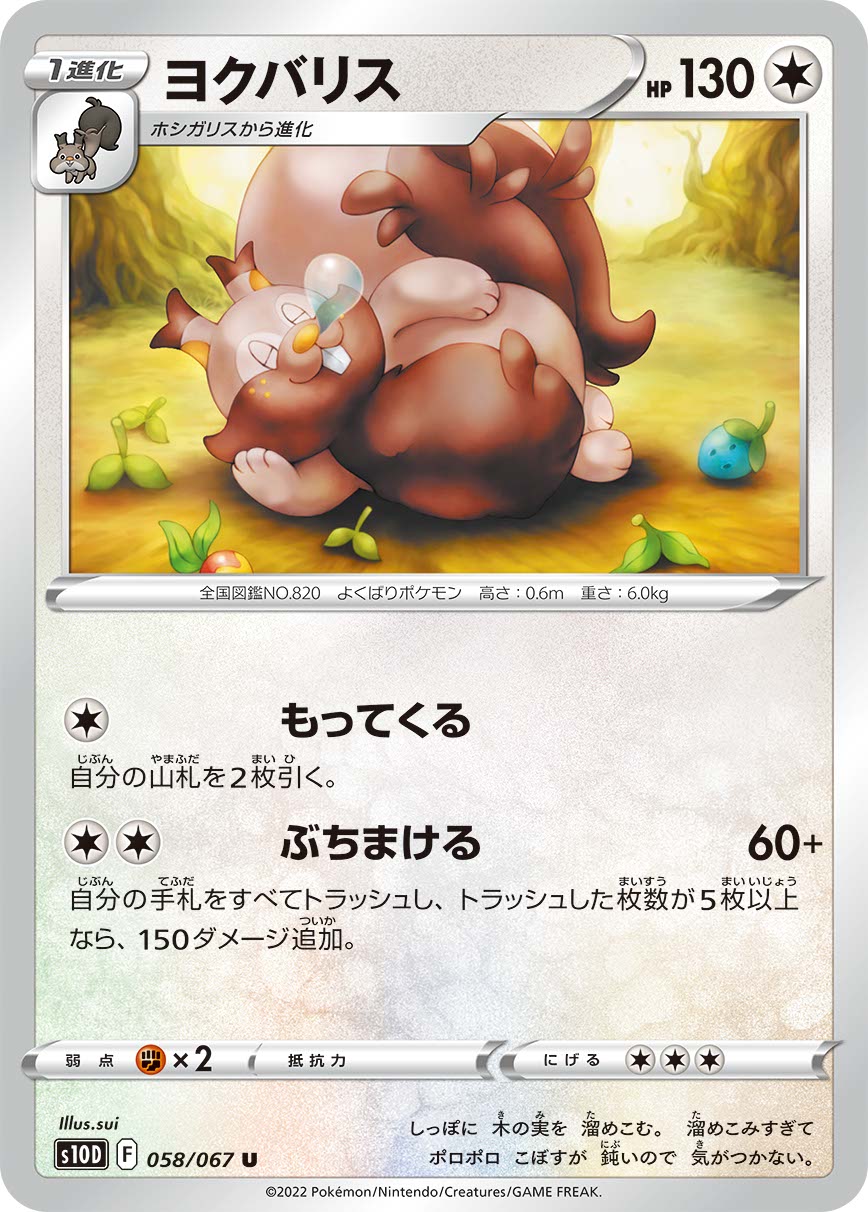 1進化
ヨクバリス
HP 130
ホシガリスから進化
全国図鑑NO.820 よくばりポケモン 高さ：0.6m 重さ：6.0kg
もってくる
自分の山札を2枚引く。
ぶちまける 60+
自分の手札をすべてトラッシュし、トラッシュした枚数が5枚以上
なら、150ダメージ追加。
弱点 ×2 抵抗力 にげる
Illus.sui
しっぽに 木の実を 溜めこむ。 溜めこみすぎて
ポロポロ こぼすが 鈍いので 気がつかない。
s10D F 058/067 U
©2022 Pokémon/Nintendo/Creatures/GAME FREAK.